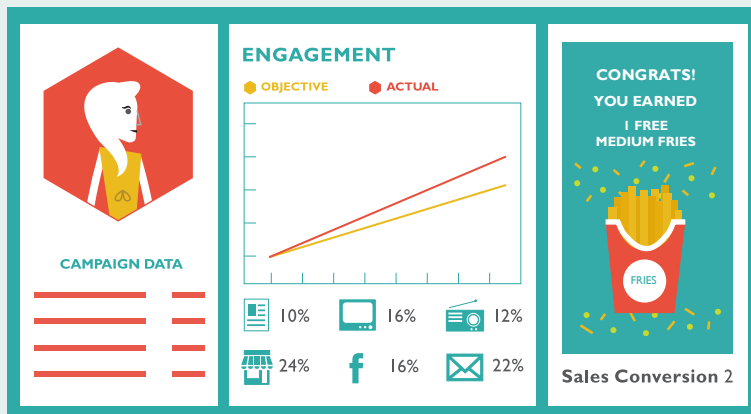 CAMPAIGN DATA
ENGAGEMENT
OBJECTIVE ACTUAL
10% 16% 12%
24% f 16% 22%
CONGRATS!
YOU EARNED
1 FREE
MEDIUM FRIES
FRIES
Sales Conversion 2